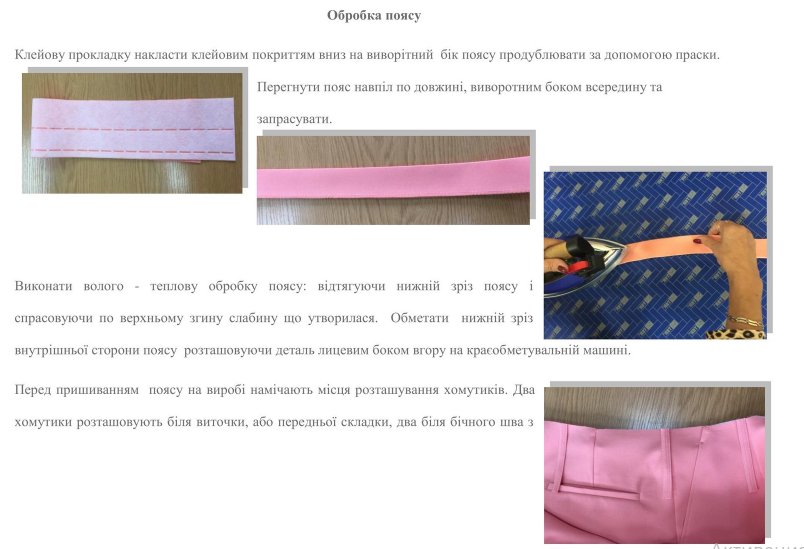 Обробка поясу
Клейову прокладку накласти клейовим покриттям вниз на виворітний бік поясу продублювати за допомогою праски.
Перегнути пояс навпіл по довжині, виворотним боком всередину та
запрасувати.
Виконати волого - теплову обробку поясу: відтягуючи нижній зріз поясу і
спрасовуючи по верхньому згину слабину що утворилася. Обметати нижній зріз
внутрішньої сторони поясу розташовуючи деталь лицевим боком вгору на краєобметувальній машині.
Перед пришиванням поясу на виробі намічають місця розташування хомутиків. Два
хомутики розташовують біля виточки, або передньої складки, два біля бічного шва з